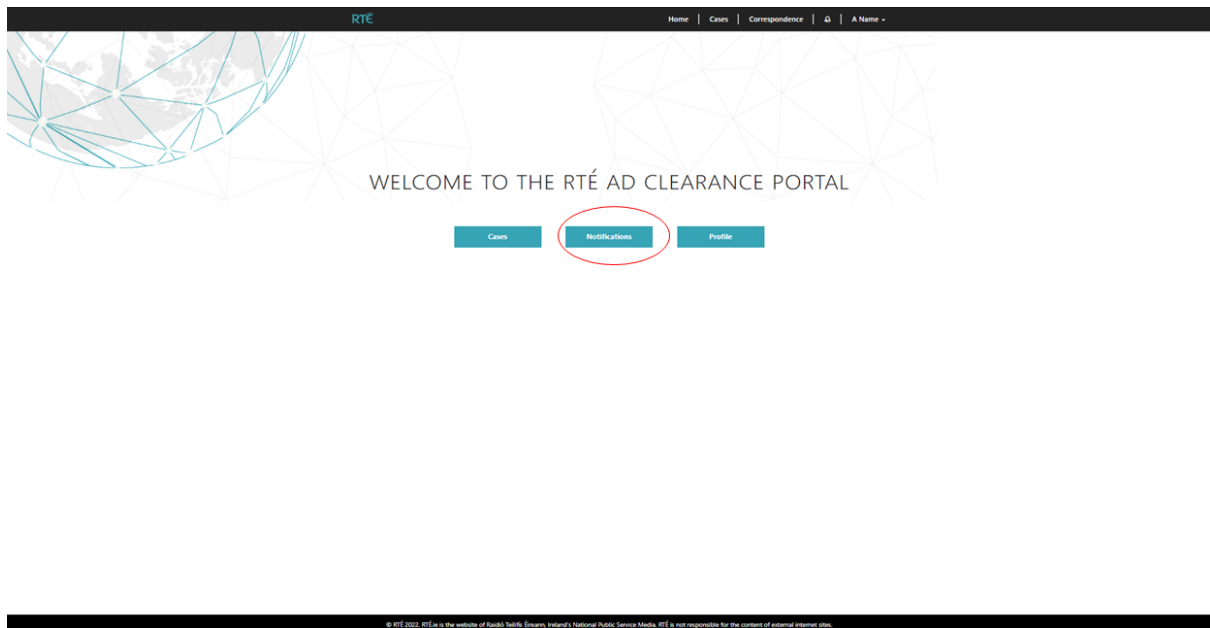 RTÉ
Home | Cases | Correspondence | | A Name
WELCOME TO THE RTÉ AD CLEARANCE PORTAL
Cases
Notifications
Profile
© RTÉ 2022. RTÉ.ie is the website of Raidió Teilifís Éireann, Ireland's National Public Service Media. RTÉ is not responsible for the content of external internet sites.